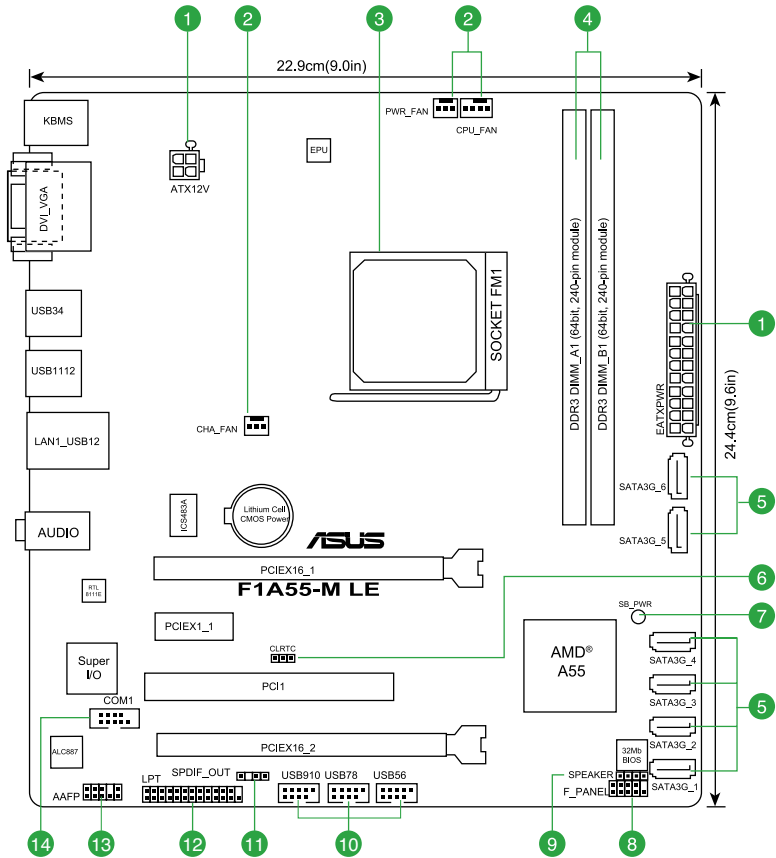 1
2
3
2
4
22.9cm(9.0in)
KBMS
PWR_FAN
CPU_FAN
EPU
ATX12V
DVI_VGA
SOCKET FM1
DDR3 DIMM_A1 (64bit, 240-pin module)
DDR3 DIMM_B1 (64bit, 240-pin module)
USB34
1
EATXPWR
24.4cm(9.6in)
USB1112
2
CHA_FAN
LAN1_USB12
SATA3G_6
5
ICS483A
Lithium Cell
CMOS Power
AUDIO
ASUS
SATA3G_5
PCIEX16_1
6
F1A55-M LE
RTL
8111E
SB_PWR
7
PCIEX1_1
CLRTC
AMD®
A55
SATA3G_4
Super
I/O
PCI1
SATA3G_3
5
COM1
14
SATA3G_2
ALC887
PCIEX16_2
32Mb
BIOS
SPDIF_OUT
LPT
USB910
USB78
USB56
9
SPEAKER
SATA3G_1
AAFP
F_PANEL
14
13
12
11
10
9
8